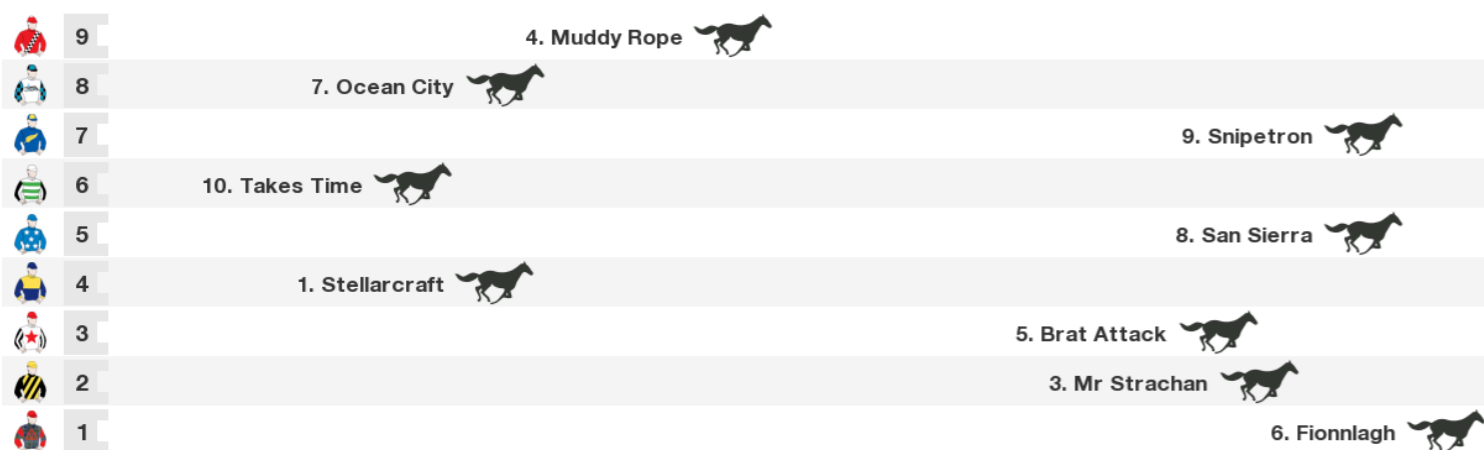 9 4. Muddy Rope
8 7. Ocean City
7 9. Snipetron
6 10. Takes Time
5 8. San Sierra
4 1. Stellarcraft
3 5. Brat Attack
2 3. Mr Strachan
1 6. Fionnlagh